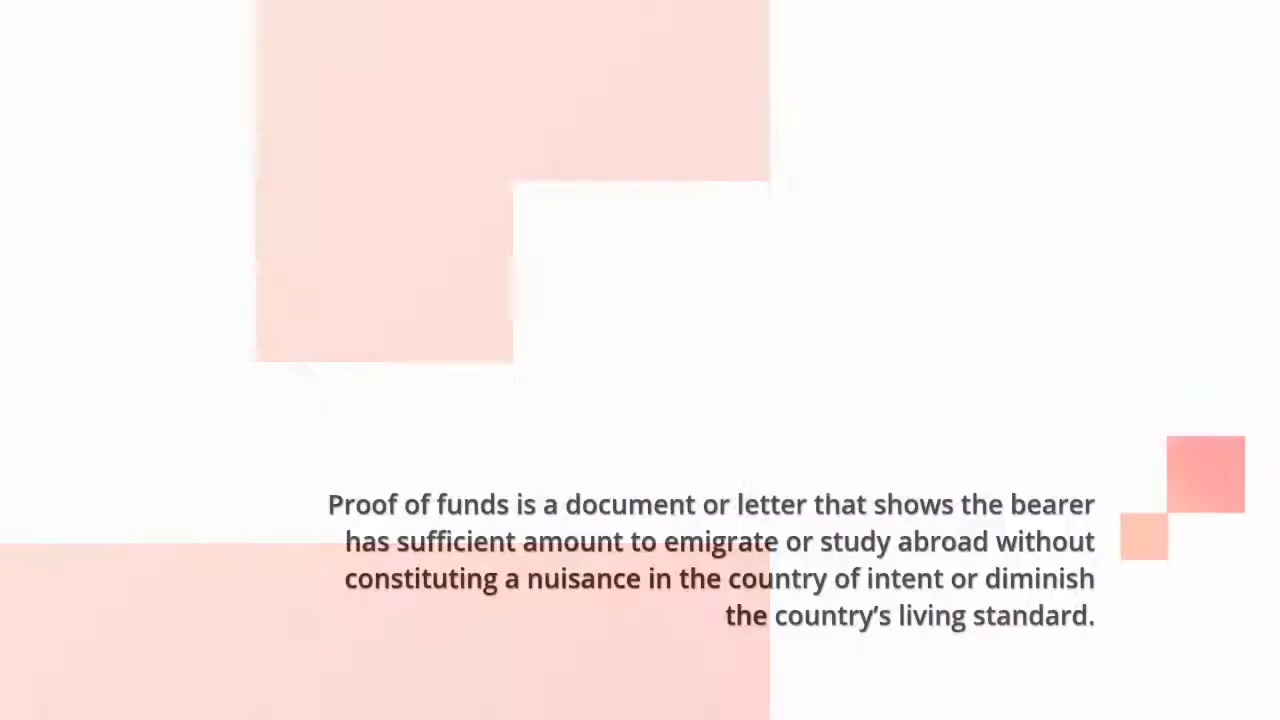 Proof of funds is a document or letter that shows the bearer
has sufficient amount to emigrate or study abroad without
constituting a nuisance in the country of intent or diminish
the country’s living standard.